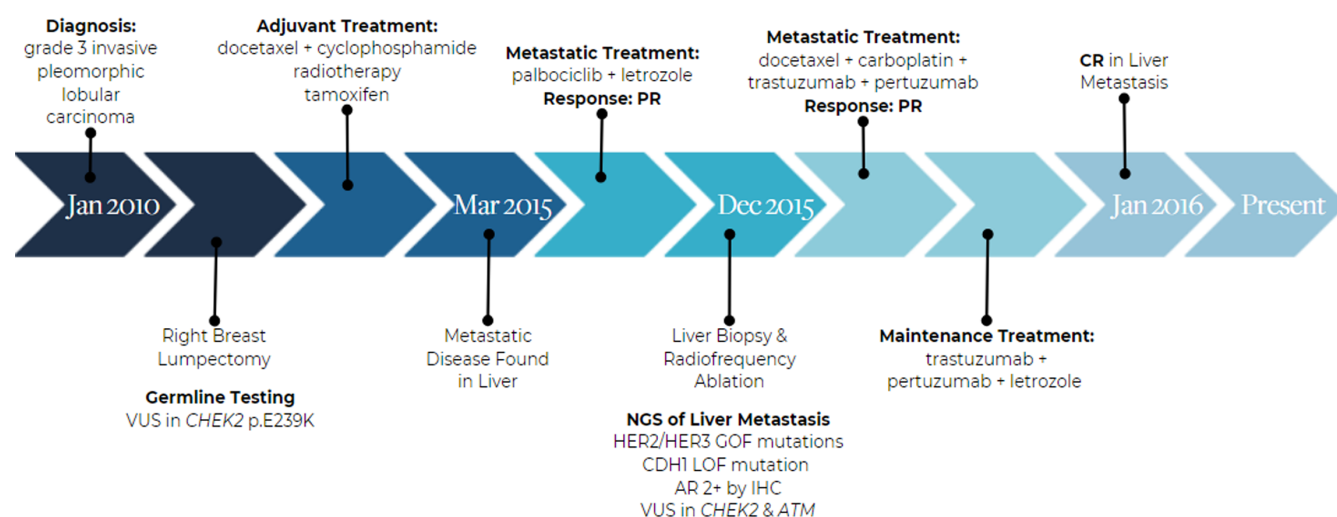 Diagnosis:
grade 3 invasive
pleomorphic
lobular
carcinoma
Adjuvant Treatment:
docetaxel + cyclophosphamide
radiotherapy
tamoxifen
Metastatic Treatment:
palbociclib + letrozole
Response: PR
Metastatic Treatment:
docetaxel + carboplatin +
trastuzumab + pertuzumab
Response: PR
CR in Liver
Metastasis
Jan 2010
Mar 2015
Dec 2015
Jan 2016
Present
Right Breast
Lumpectomy
Germline Testing
VUS in CHEK2 p.E239K
Metastatic
Disease Found
in Liver
Liver Biopsy &
Radiofrequency
Ablation
NGS of Liver Metastasis
HER2/HER3 GOF mutations
CDH1 LOF mutation
AR 2+ by IHC
VUS in CHEK2 & ATM
Maintenance Treatment:
trastuzumab +
pertuzumab + letrozole